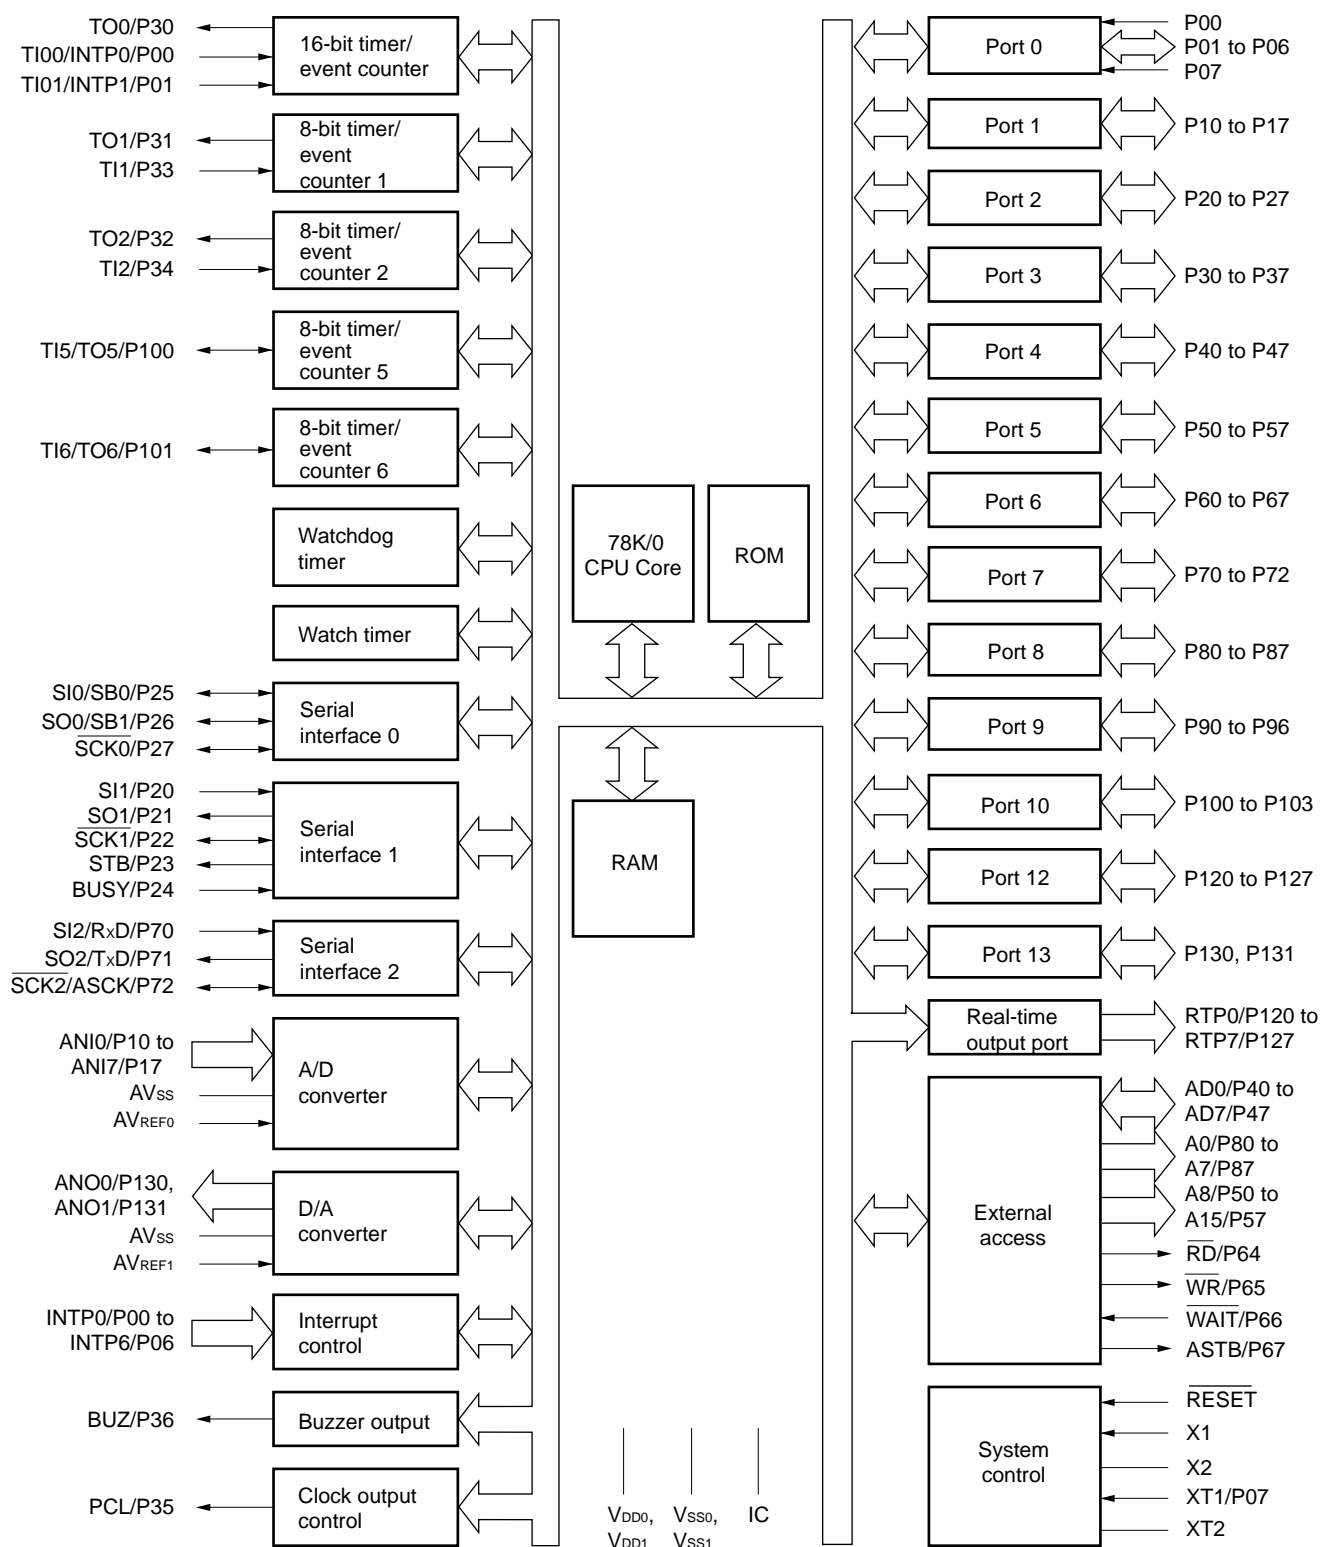 TO0/P30
TI00/INTP0/P00
TI01/INTP1/P01
16-bit timer/
event counter
TO1/P31
TI1/P33
8-bit timer/
event
counter 1
TO2/P32
TI2/P34
8-bit timer/
event
counter 2
TI5/TO5/P100
8-bit timer/
event
counter 5
TI6/TO6/P101
8-bit timer/
event
counter 6
Watchdog
timer
Watch timer
SI0/SB0/P25
SO0/SB1/P26
SCK0/P27
Serial
interface 0
SI1/P20
SO1/P21
SCK1/P22
STB/P23
BUSY/P24
Serial
interface 1
SI2/RxD/P70
SO2/TxD/P71
SCK2/ASCK/P72
Serial
interface 2
ANI0/P10 to
ANI7/P17
AVSS
AVREF0
A/D
converter
ANO0/P130,
ANO1/P131
AVSS
AVREF1
D/A
converter
INTP0/P00 to
INTP6/P06
Interrupt
control
BUZ/P36
Buzzer output
PCL/P35
Clock output
control
78K/0
CPU Core
ROM
RAM
VDD0,
VDD1
VSS0,
VSS1
IC
Port 0
P00
P01 to P06
P07
Port 1
P10 to P17
Port 2
P20 to P27
Port 3
P30 to P37
Port 4
P40 to P47
Port 5
P50 to P57
Port 6
P60 to P67
Port 7
P70 to P72
Port 8
P80 to P87
Port 9
P90 to P96
Port 10
P100 to P103
Port 12
P120 to P127
Port 13
P130, P131
Real-time
output port
RTP0/P120 to
RTP7/P127
External
access
AD0/P40 to
AD7/P47
A0/P80 to
A7/P87
A8/P50 to
A15/P57
RD/P64
WR/P65
WAIT/P66
ASTB/P67
System
control
RESET
X1
X2
XT1/P07
XT2